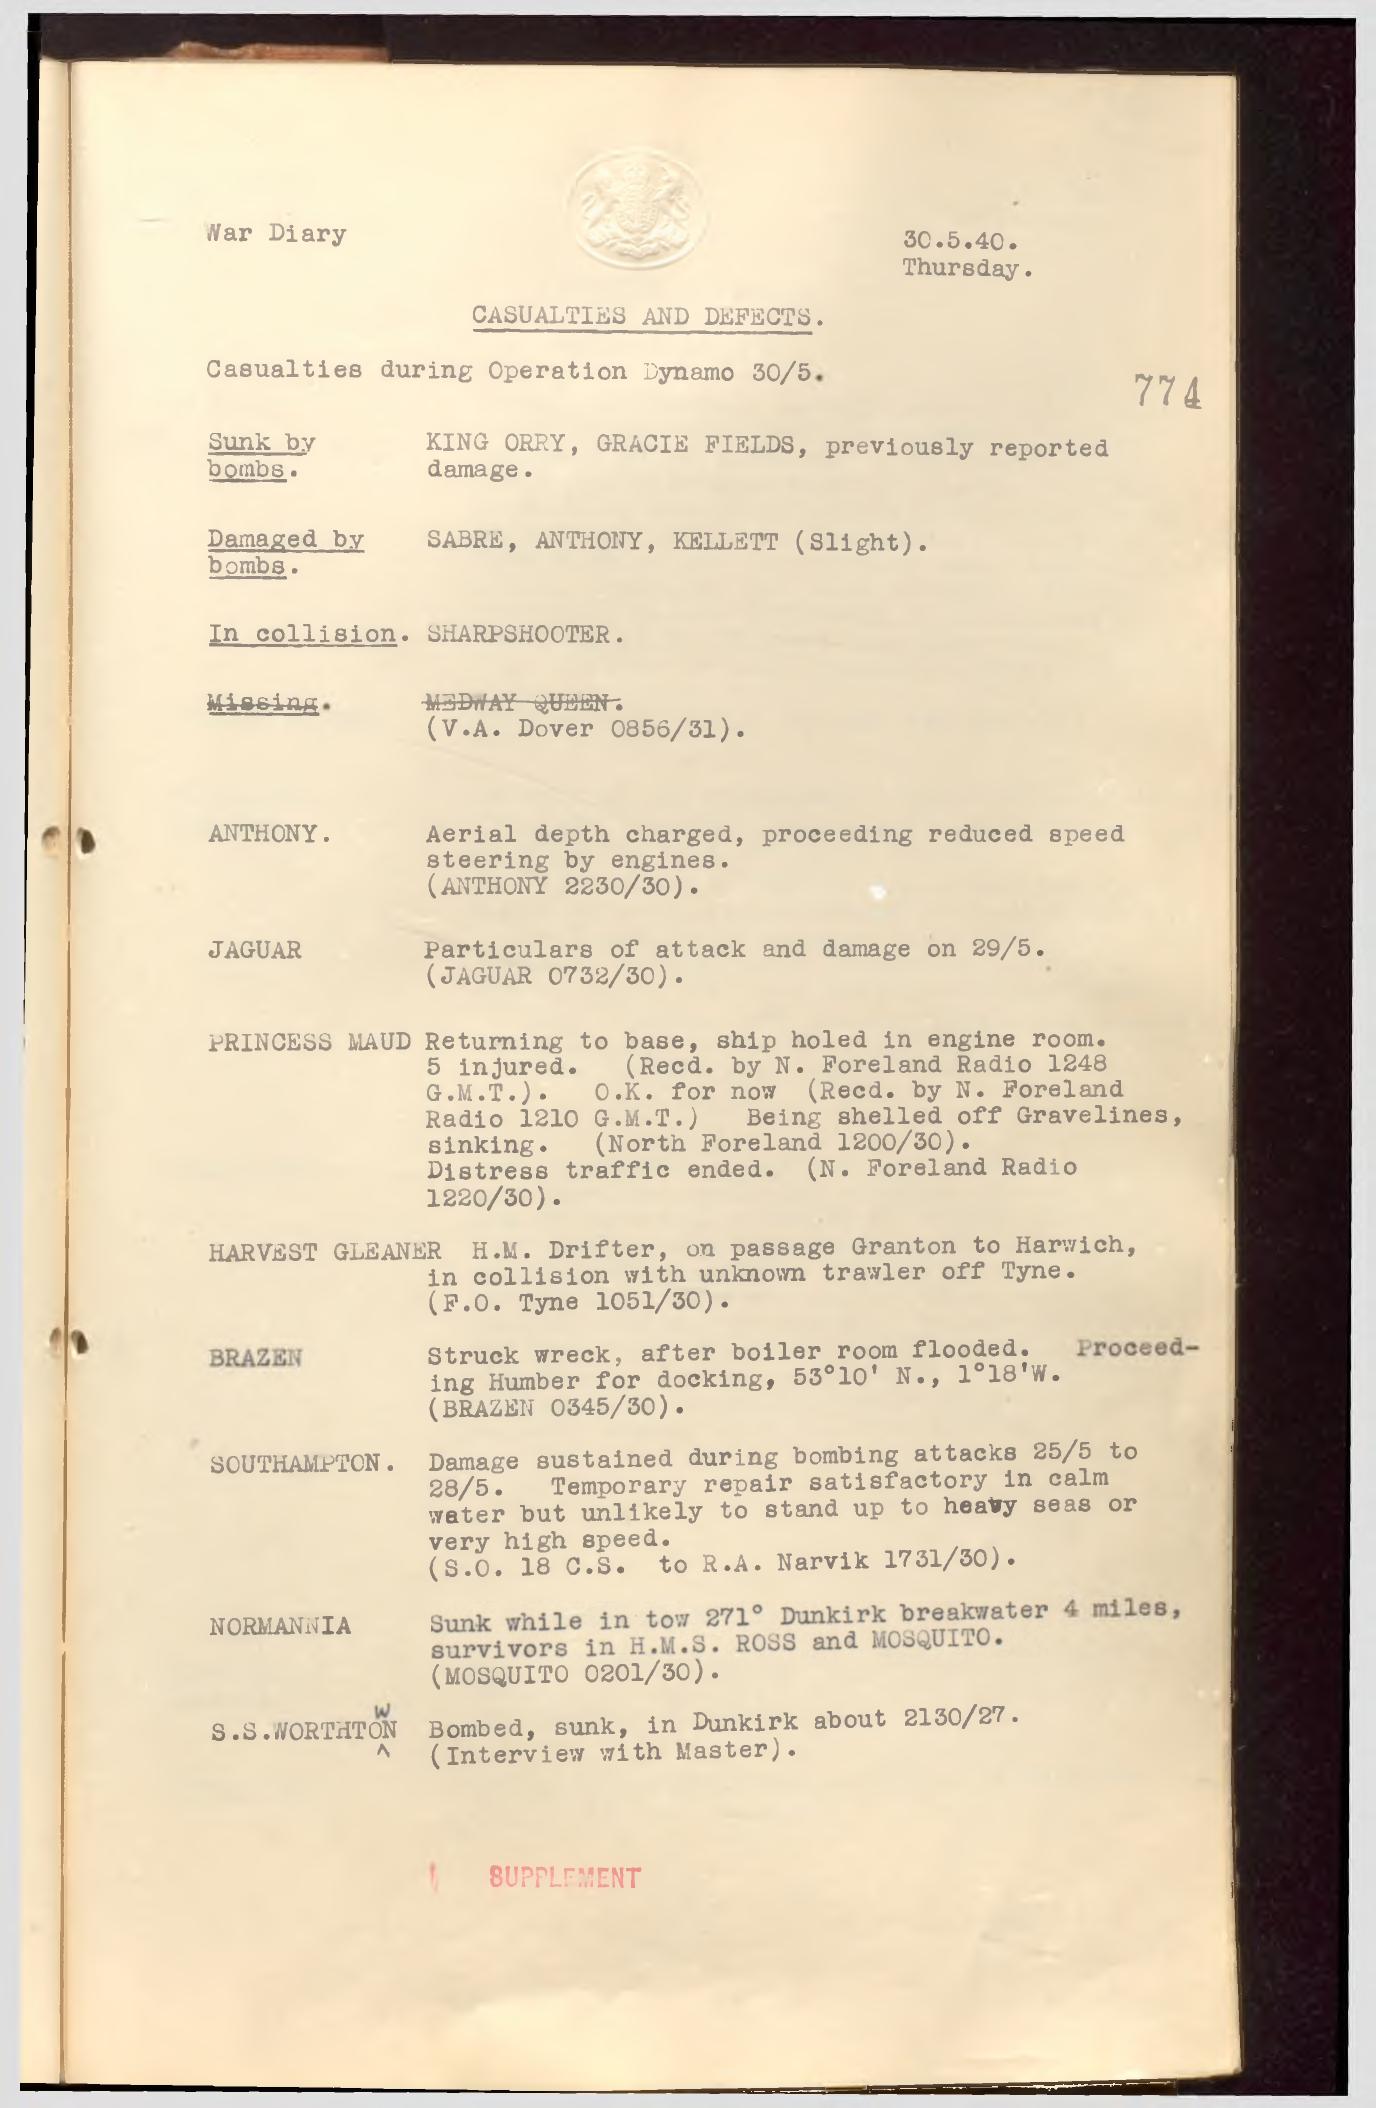 War Diary
30.5.40.
Thursday.
CASUALTIES AND DEFECTS.
Casualties during Operation Dynamo 30/5.
774
Sunk by KING ORRY, GRACIE FIELDS, previously reported
bombs. damage.
Damaged by SABRE, ANTHONY, KELLETT (Slight).
bombs.
In collision. SHARPSHOOTER.
Missing. MEDWAY QUEEN.
(V.A. Dover 0856/31).
ANTHONY. Aerial depth charged, proceeding reduced speed
steering by engines.
(ANTHONY 2230/30).
JAGUAR Particulars of attack and damage on 29/5.
(JAGUAR 0732/30).
PRINCESS MAUD Returning to base, ship holed in engine room.
5 injured. (Recd. by N. Foreland Radio 1248
G.M.T.). O.K. for now (Recd. by N. Foreland
Radio 1210 G.M.T.) Being shelled off Gravelines,
sinking. (North Foreland 1200/30).
Distress traffic ended. (N. Foreland Radio
1220/30).
HARVEST GLEANER H.M. Drifter, on passage Granton to Harwich,
in collision with unknown trawler off Tyne.
(F.O. Tyne 1051/30).
BRAZEN Struck wreck, after boiler room flooded. Proceed-
ing Humber for docking, 53°10' N., 1°18'W.
(BRAZEN 0345/30).
SOUTHAMPTON. Damage sustained during bombing attacks 25/5 to
28/5. Temporary repair satisfactory in calm
water but unlikely to stand up to heavy seas or
very high speed.
(S.O. 18 C.S. to R.A. Narvik 1731/30).
NORMANNIA Sunk while in tow 271° Dunkirk breakwater 4 miles,
survivors in H.M.S. ROSS and MOSQUITO.
(MOSQUITO 0201/30).
W
S.S.WORTHTON Bombed, sunk, in Dunkirk about 2130/27.
^ (Interview with Master).
SUPPLEMENT